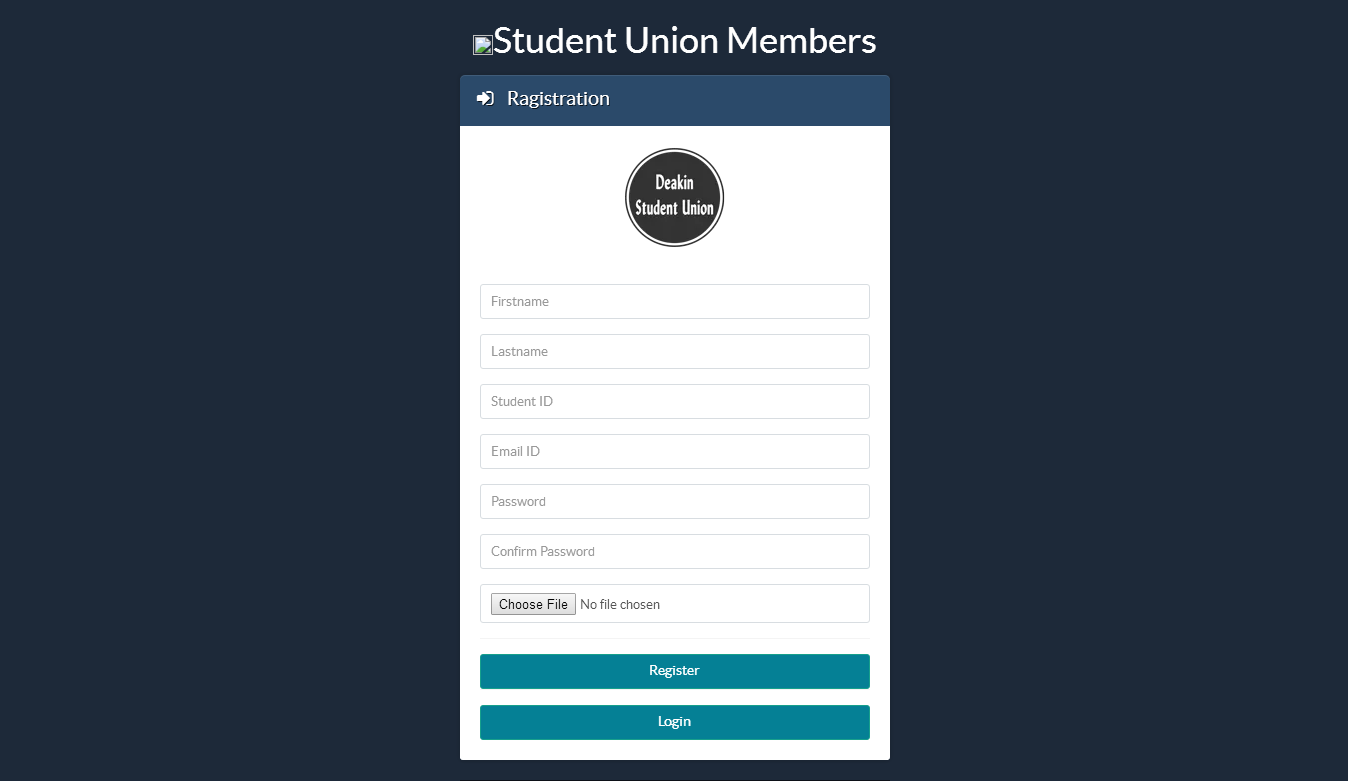 Student Union Members
Ragistration
Deakin
Student Union
Firstname
Lastname
Student ID
Email ID
Password
Confirm Password
Choose File No file chosen
Register
Login